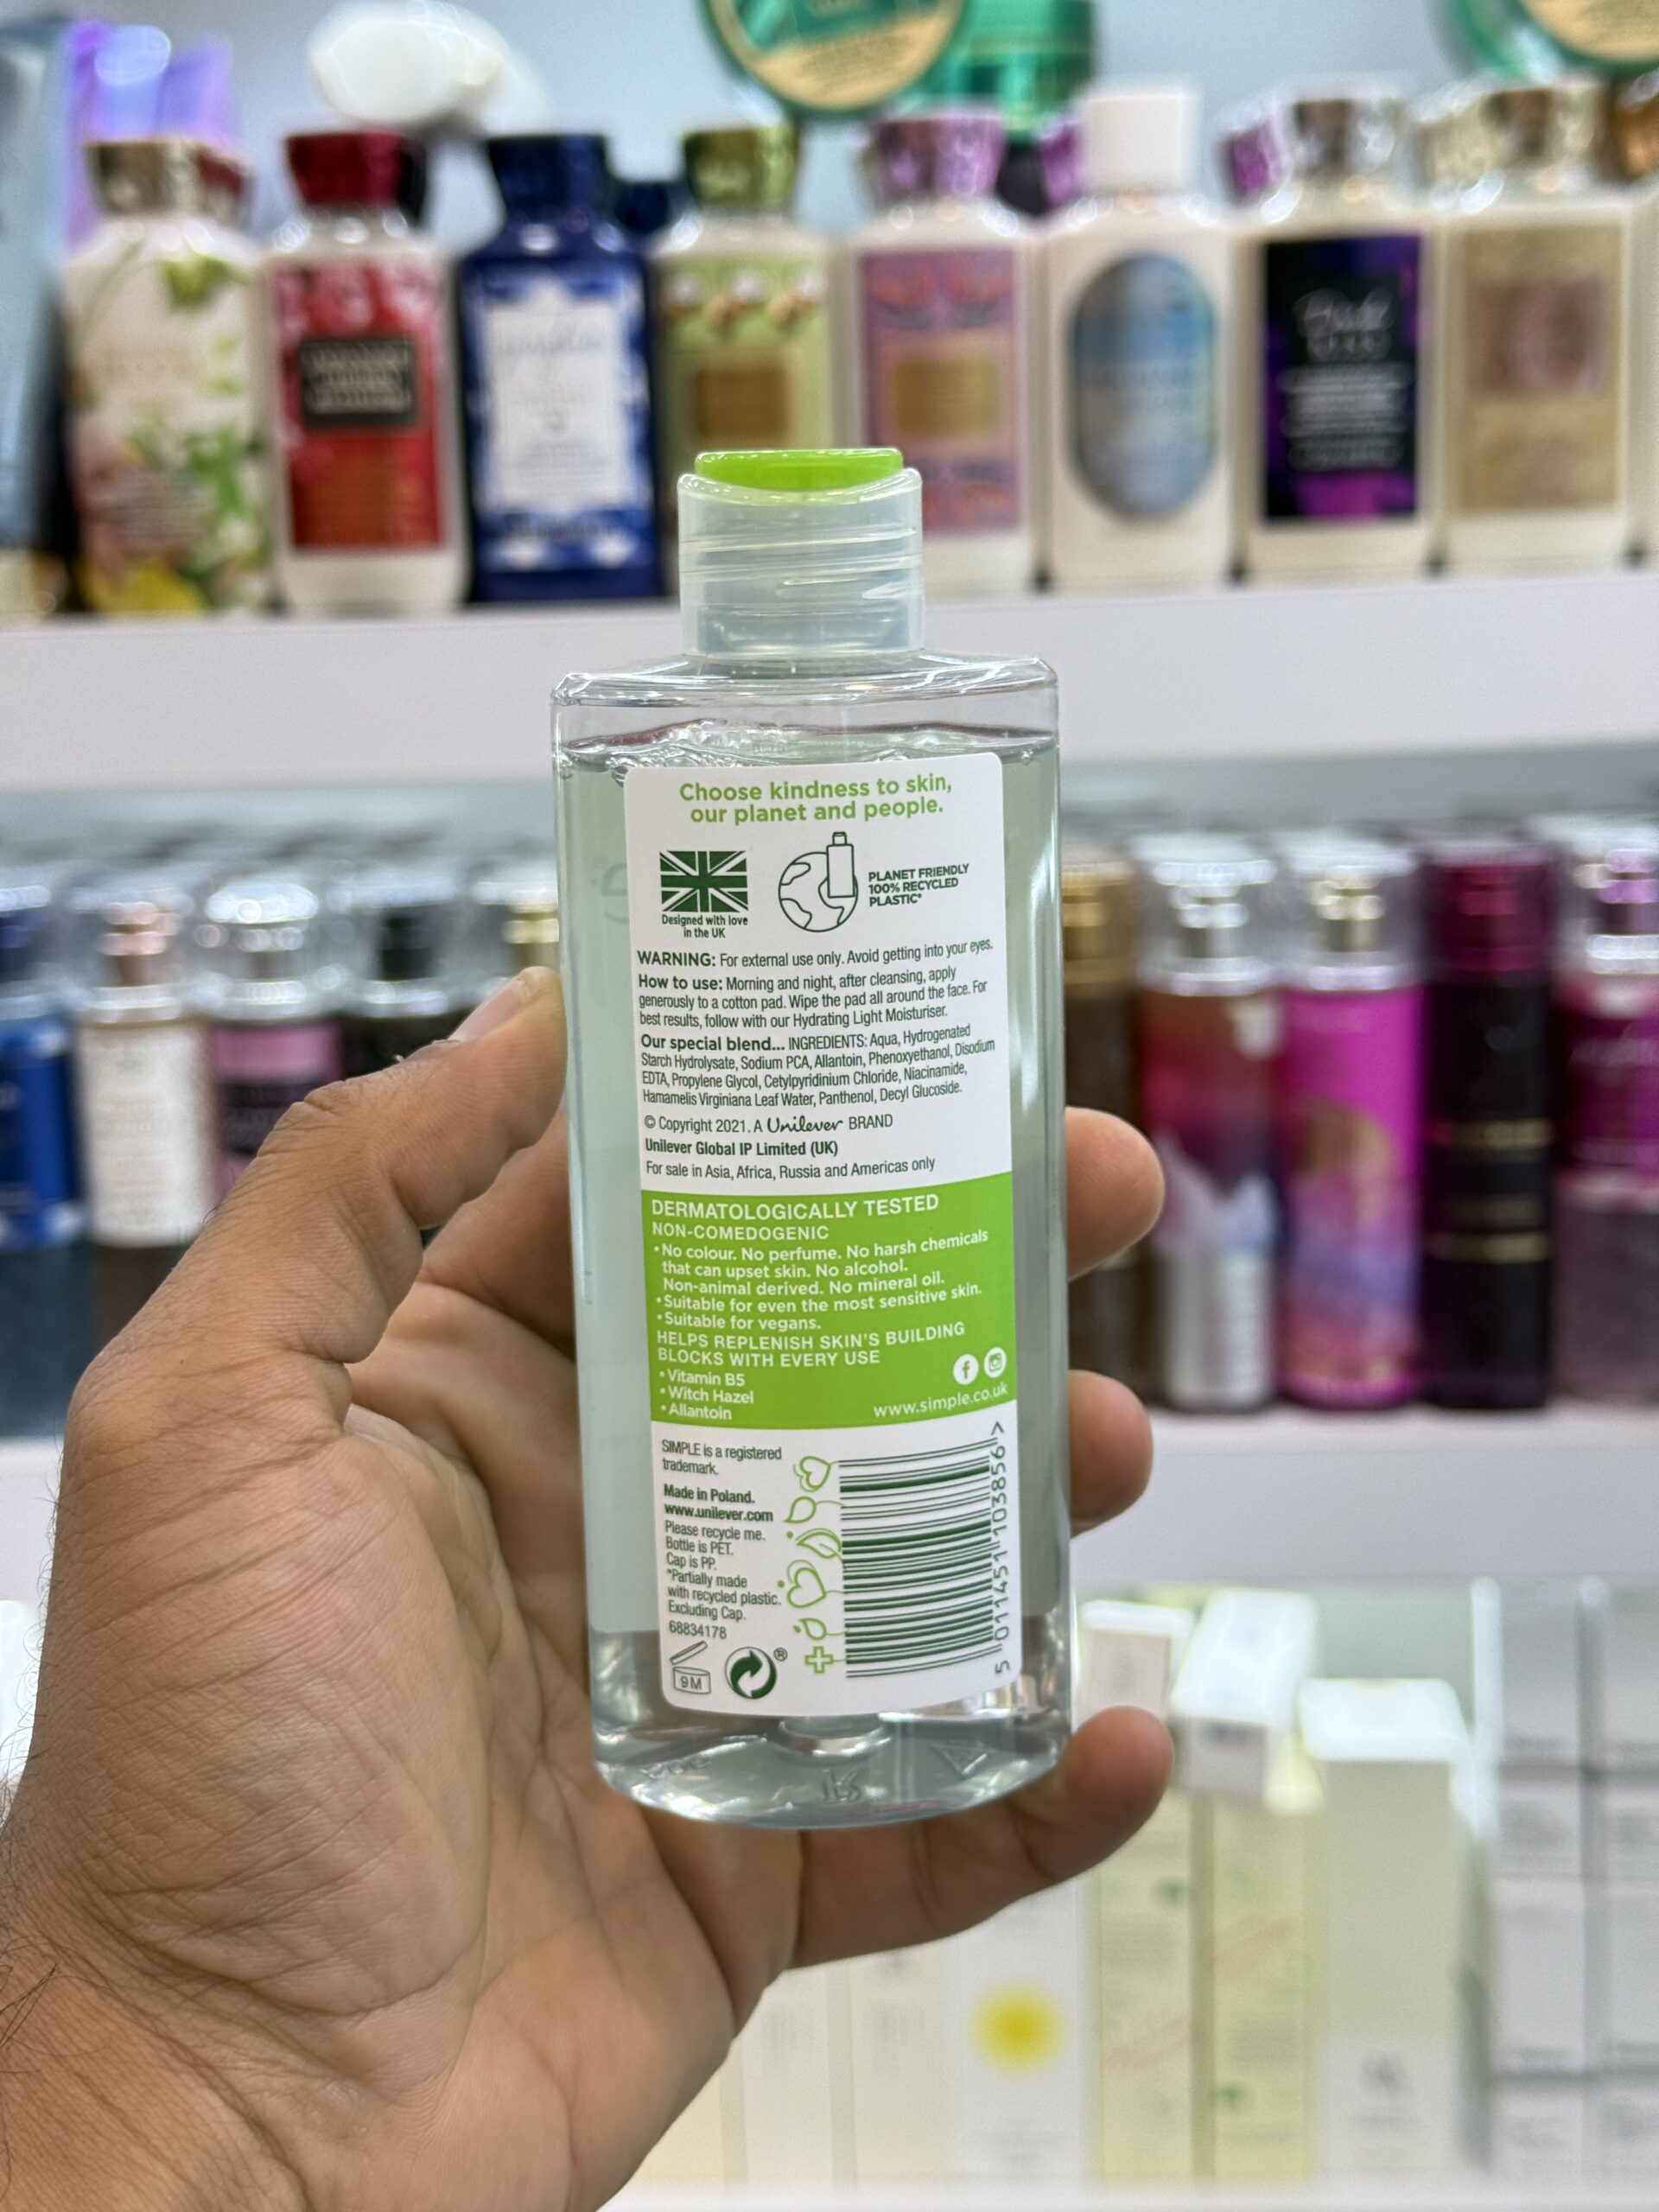 Choose kindness to skin,
our planet and people.
Designed with love
in the UK
PLANET FRIENDLY
100% RECYCLED
PLASTIC*
WARNING: For external use only. Avoid getting into your eyes.
How to use: Morning and night, after cleansing, apply
generously to a cotton pad. Wipe the pad all around the face. For
best results, follow with our Hydrating Light Moisturiser.
Our special blend... INGREDIENTS: Aqua, Hydrogenated
Starch Hydrolysate, Sodium PCA, Allantoin, Phenoxyethanol, Disodium
EDTA, Propylene Glycol, Cetylpyridinium Chloride, Niacinamide,
Hamamelis Virginiana Leaf Water, Panthenol, Decyl Glucoside.
© Copyright 2021. A Unilever BRAND
Unilever Global IP Limited (UK)
For sale in Asia, Africa, Russia and Americas only
DERMATOLOGICALLY TESTED
NON-COMEDOGENIC
• No colour. No perfume. No harsh chemicals
that can upset skin. No alcohol.
Non-animal derived. No mineral oil.
• Suitable for even the most sensitive skin.
• Suitable for vegans.
HELPS REPLENISH SKIN'S BUILDING
BLOCKS WITH EVERY USE
• Vitamin B5
• Witch Hazel
• Allantoin
www.simple.co.uk
SIMPLE is a registered
trademark.
Made in Poland.
www.unilever.com
Please recycle me.
Bottle is PET.
Cap is PP.
*Partially made
with recycled plastic.
Excluding Cap.
68834178
9M
®
5 011451 103856 >